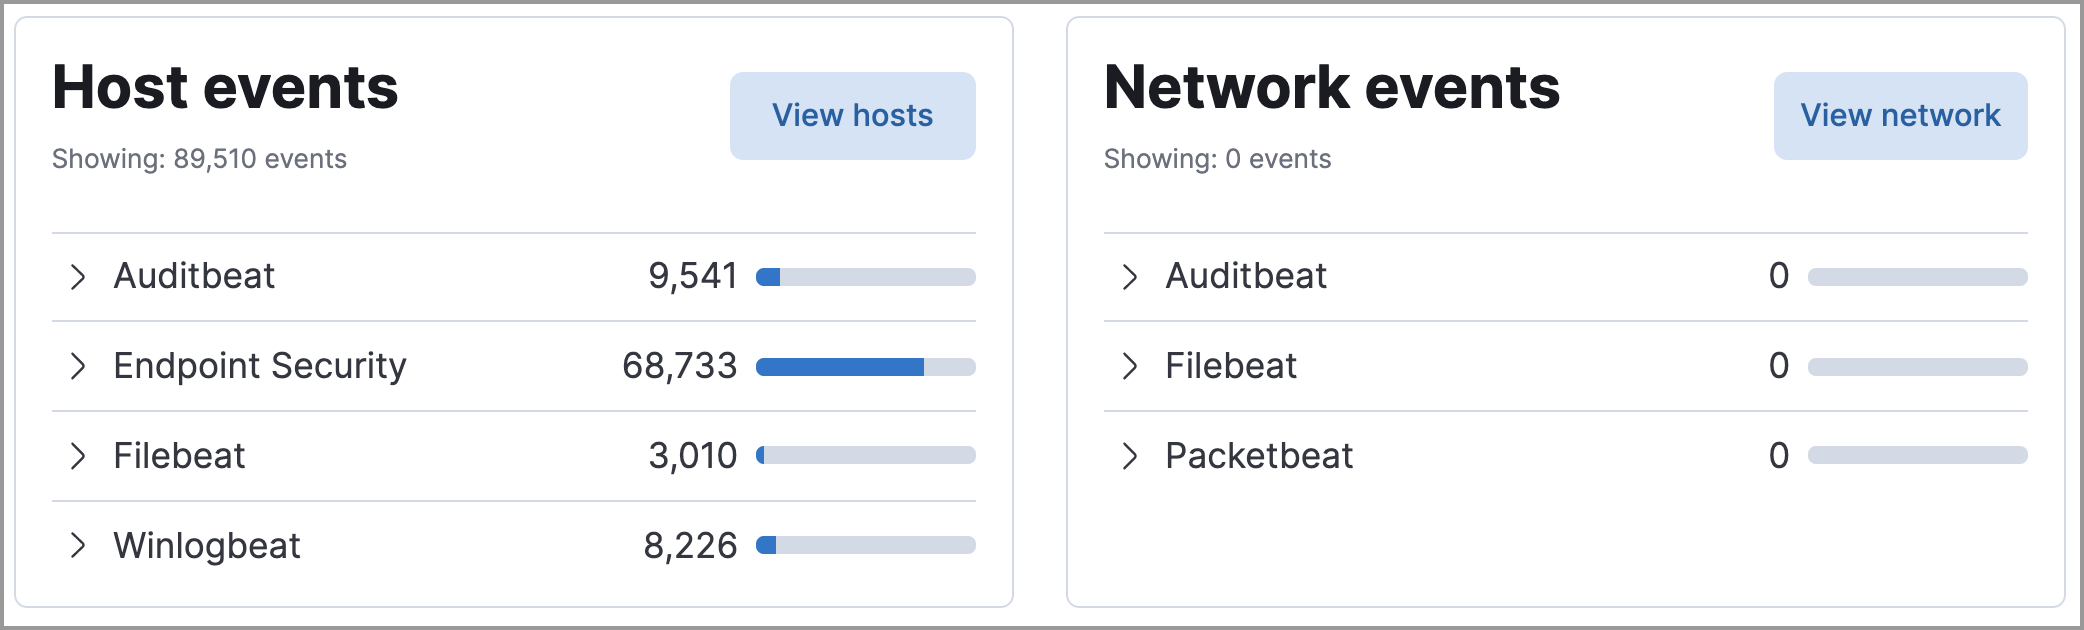 Host events
View hosts
Showing: 89,510 events
Auditbeat 9,541
Endpoint Security 68,733
Filebeat 3,010
Winlogbeat 8,226
Network events
View network
Showing: 0 events
Auditbeat 0
Filebeat 0
Packetbeat 0